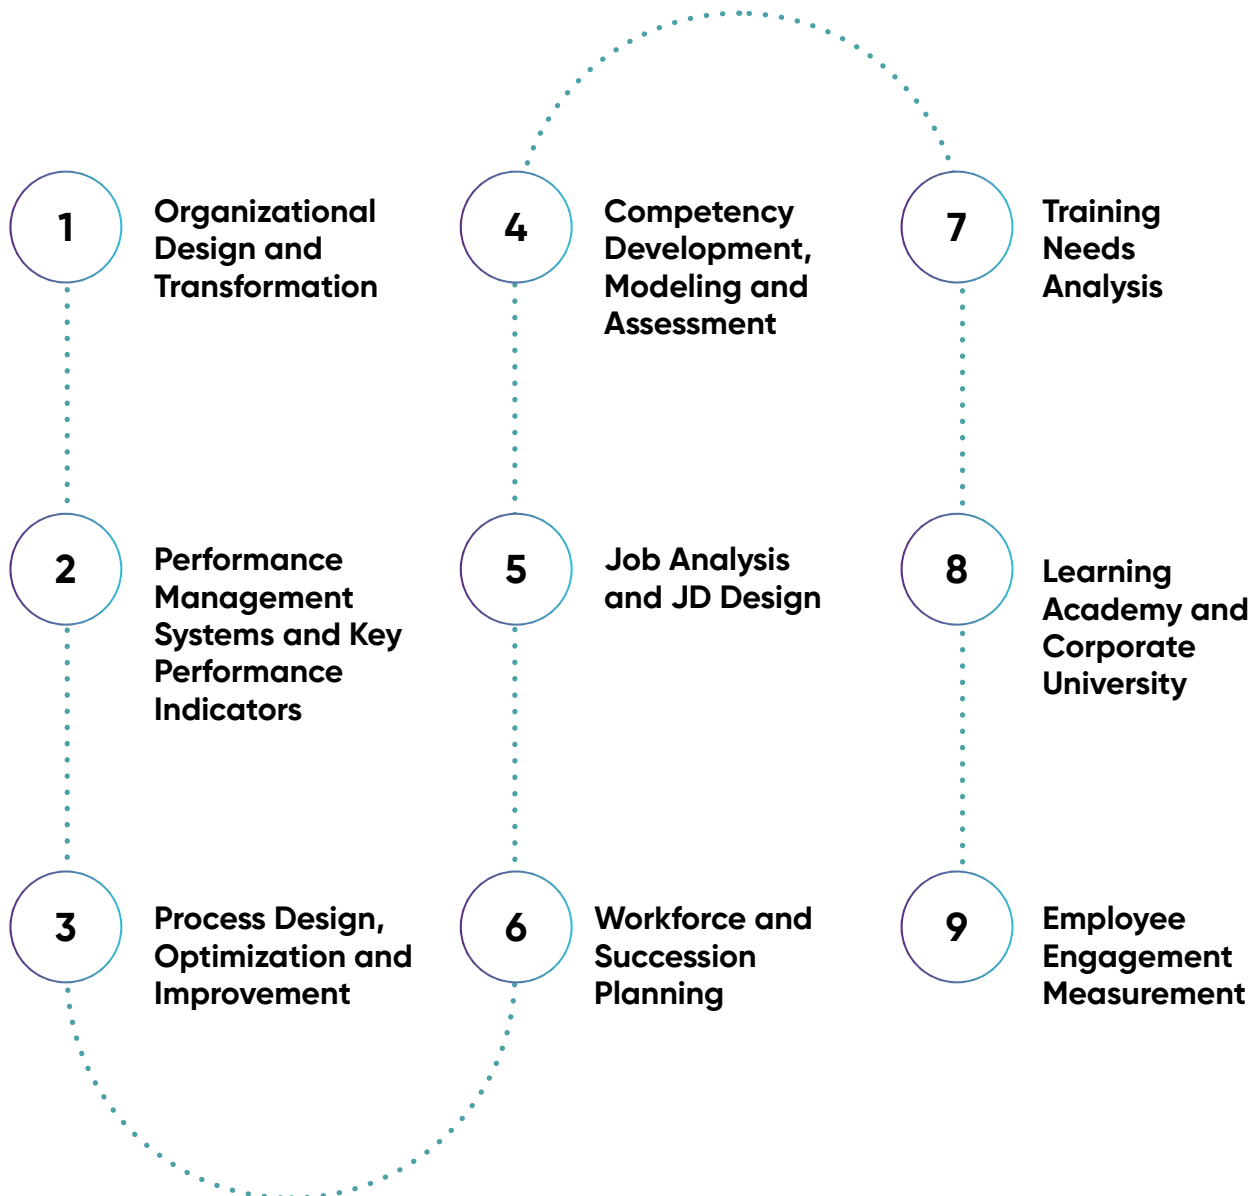 1
Organizational
Design and
Transformation
2
Performance
Management
Systems and Key
Performance
Indicators
3
Process Design,
Optimization and
Improvement
4
Competency
Development,
Modeling and
Assessment
5
Job Analysis
and JD Design
6
Workforce and
Succession
Planning
7
Training
Needs
Analysis
8
Learning
Academy and
Corporate
University
9
Employee
Engagement
Measurement